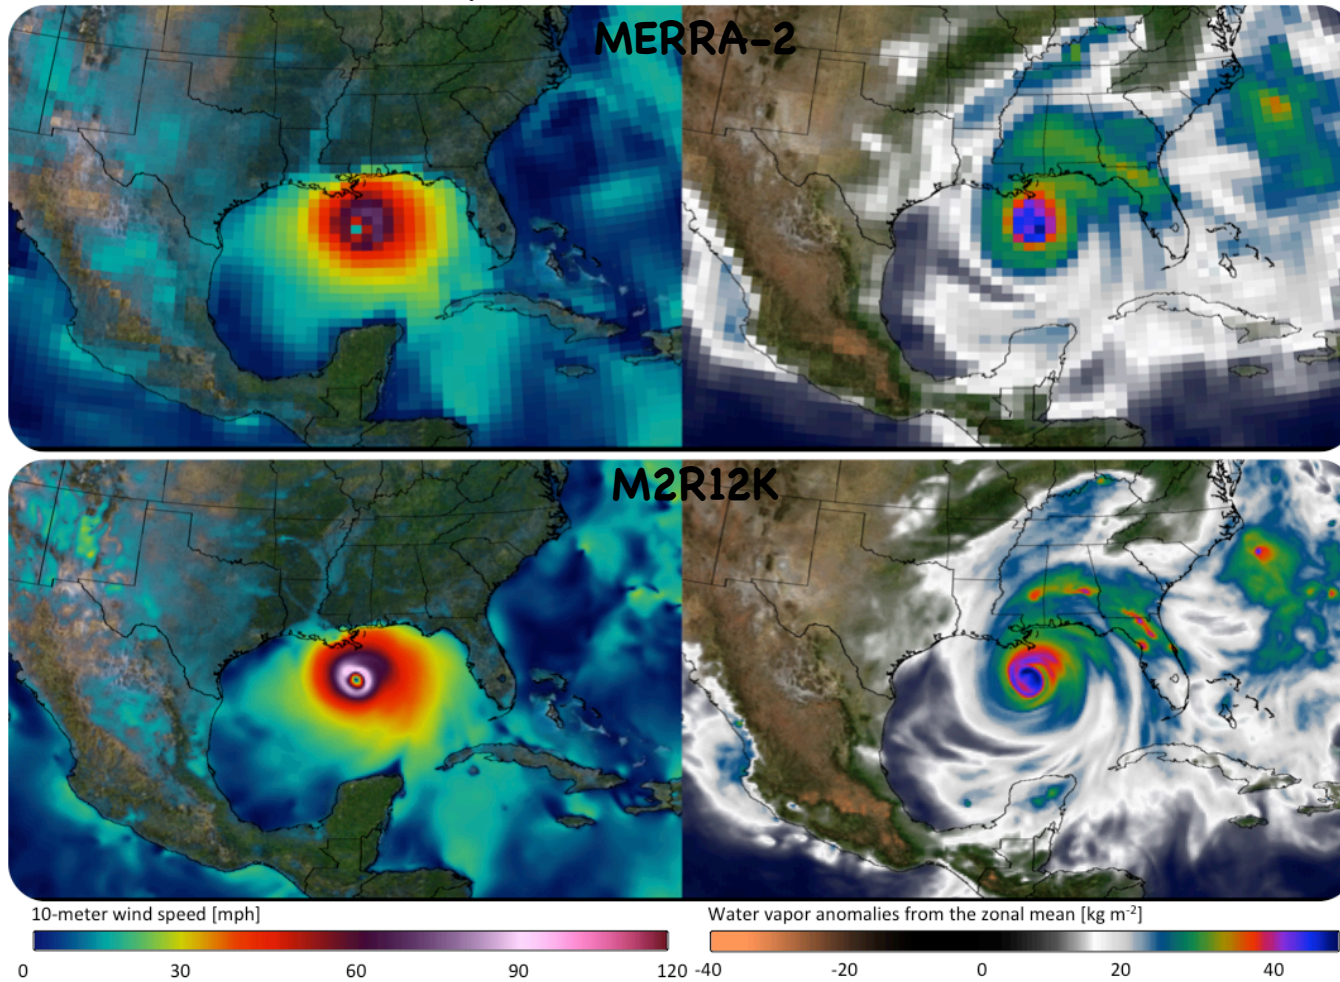 MERRA-2
M2R12K
10-meter wind speed [mph]
Water vapor anomalies from the zonal mean [kg m⁻²]
0 30 60 90 120
-40 -20 0 20 40